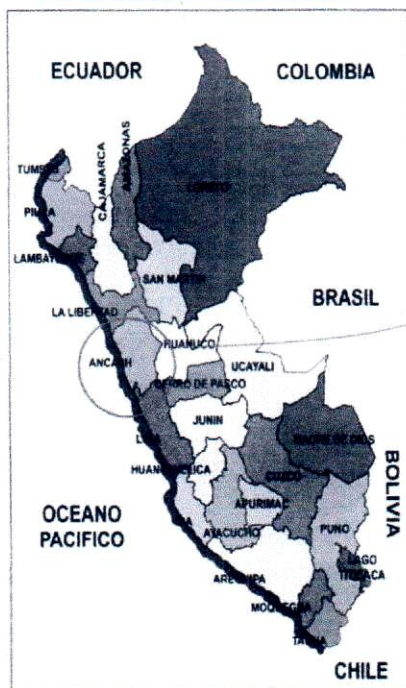 ECUADOR
COLOMBIA
TUMBES
CAJAMARCA
AMAZONAS
LORETO
PIURA
LAMBAYEQUE
SAN MARTIN
LA LIBERTAD
BRASIL
HUANUCO
ANCASH
UCAYALI
CERRO DE PASCO
LIMA
JUNIN
MADRE DE DIOS
HUANCAVELICA
CUZCO
BOLIVIA
OCEANO
PACIFICO
APURIMAC
AYACUCHO
PUNO
LAGO
TITICACA
AREQUIPA
MOQUEGUA
TACNA
CHILE